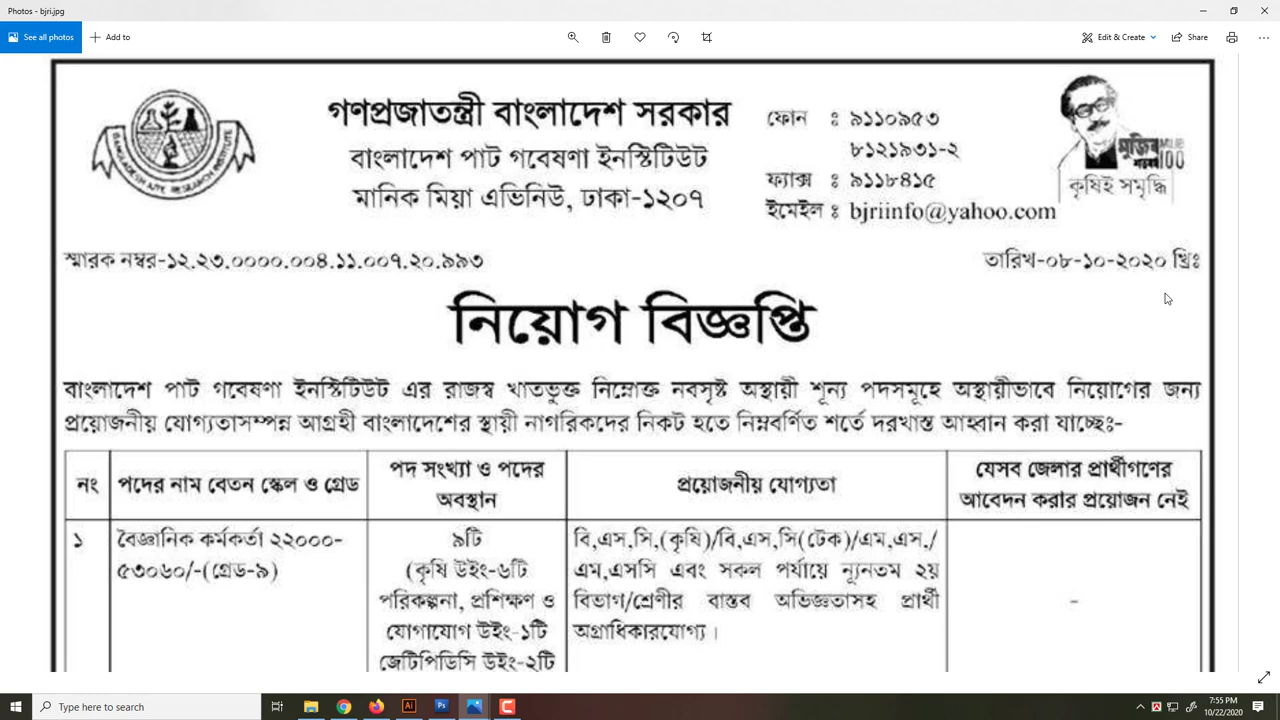 Photos - bjri.jpg
See all photos
Add to
Edit & Create
Share
BANGLADESH JUTE RESEARCH INSTITUTE
গণপ্রজাতন্ত্রী বাংলাদেশ সরকার
বাংলাদেশ পাট গবেষণা ইনস্টিটিউট
মানিক মিয়া এভিনিউ, ঢাকা-১২০৭
ফোন ঃ ৯১১০৯৫৩
৮১২১৯৩১-২
ফ্যাক্স ঃ ৯১১৮৪১৫
ইমেইল ঃ bjriinfo@yahoo.com
মুজিব MUJIB
শতবর্ষ 100
কৃষিই সমৃদ্ধি
স্মারক নম্বর-১২.২৩.০০০০.০০৪.১১.০০৭.২০.৯৯৩
তারিখ-০৮-১০-২০২০ খ্রিঃ
নিয়োগ বিজ্ঞপ্তি
বাংলাদেশ পাট গবেষণা ইনস্টিটিউট এর রাজস্ব খাতভুক্ত নিম্নোক্ত নবসৃষ্ট অস্থায়ী শূন্য পদসমূহে অস্থায়ীভাবে নিয়োগের জন্য
প্রয়োজনীয় যোগ্যতাসম্পন্ন আগ্রহী বাংলাদেশের স্থায়ী নাগরিকদের নিকট হতে নিম্নবর্ণিত শর্তে দরখাস্ত আহ্বান করা যাচ্ছেঃ-
নং
পদের নাম বেতন স্কেল ও গ্রেড
পদ সংখ্যা ও পদের
অবস্থান
প্রয়োজনীয় যোগ্যতা
যেসব জেলার প্রার্থীগণের
আবেদন করার প্রয়োজন নেই
১
বৈজ্ঞানিক কর্মকর্তা ২২০০০-
৫৩০৬০/-(গ্রেড-৯)
৯টি
(কৃষি উইং-৬টি
পরিকল্পনা, প্রশিক্ষণ ও
যোগাযোগ উইং-১টি
জেটিপিডিসি উইং-২টি
বি,এস,সি,(কৃষি)/বি,এস,সি(টেক)/এম,এস,/
এম,এসসি এবং সকল পর্যায়ে ন্যূনতম ২য়
বিভাগ/শ্রেণীর বাস্তব অভিজ্ঞতাসহ প্রার্থী
অগ্রাধিকারযোগ্য।
-
Type here to search
7:55 PM
10/22/2020